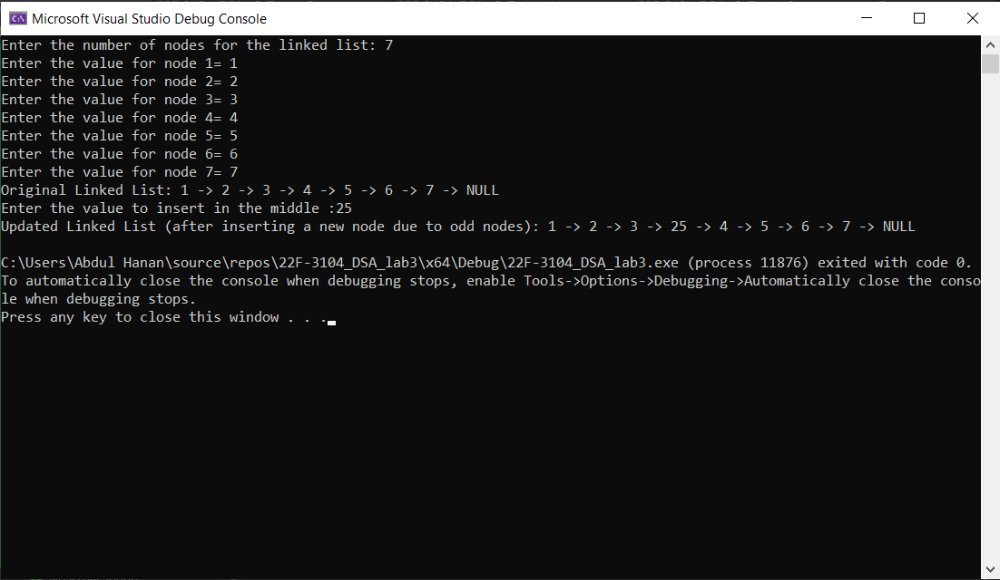 Microsoft Visual Studio Debug Console
Enter the number of nodes for the linked list: 7
Enter the value for node 1= 1
Enter the value for node 2= 2
Enter the value for node 3= 3
Enter the value for node 4= 4
Enter the value for node 5= 5
Enter the value for node 6= 6
Enter the value for node 7= 7
Original Linked List: 1 -> 2 -> 3 -> 4 -> 5 -> 6 -> 7 -> NULL
Enter the value to insert in the middle :25
Updated Linked List (after inserting a new node due to odd nodes): 1 -> 2 -> 3 -> 25 -> 4 -> 5 -> 6 -> 7 -> NULL
C:\Users\Abdul Hanan\source\repos\22F-3104_DSA_lab3\x64\Debug\22F-3104_DSA_lab3.exe (process 11876) exited with code 0.
To automatically close the console when debugging stops, enable Tools->Options->Debugging->Automatically close the conso
le when debugging stops.
Press any key to close this window . . .